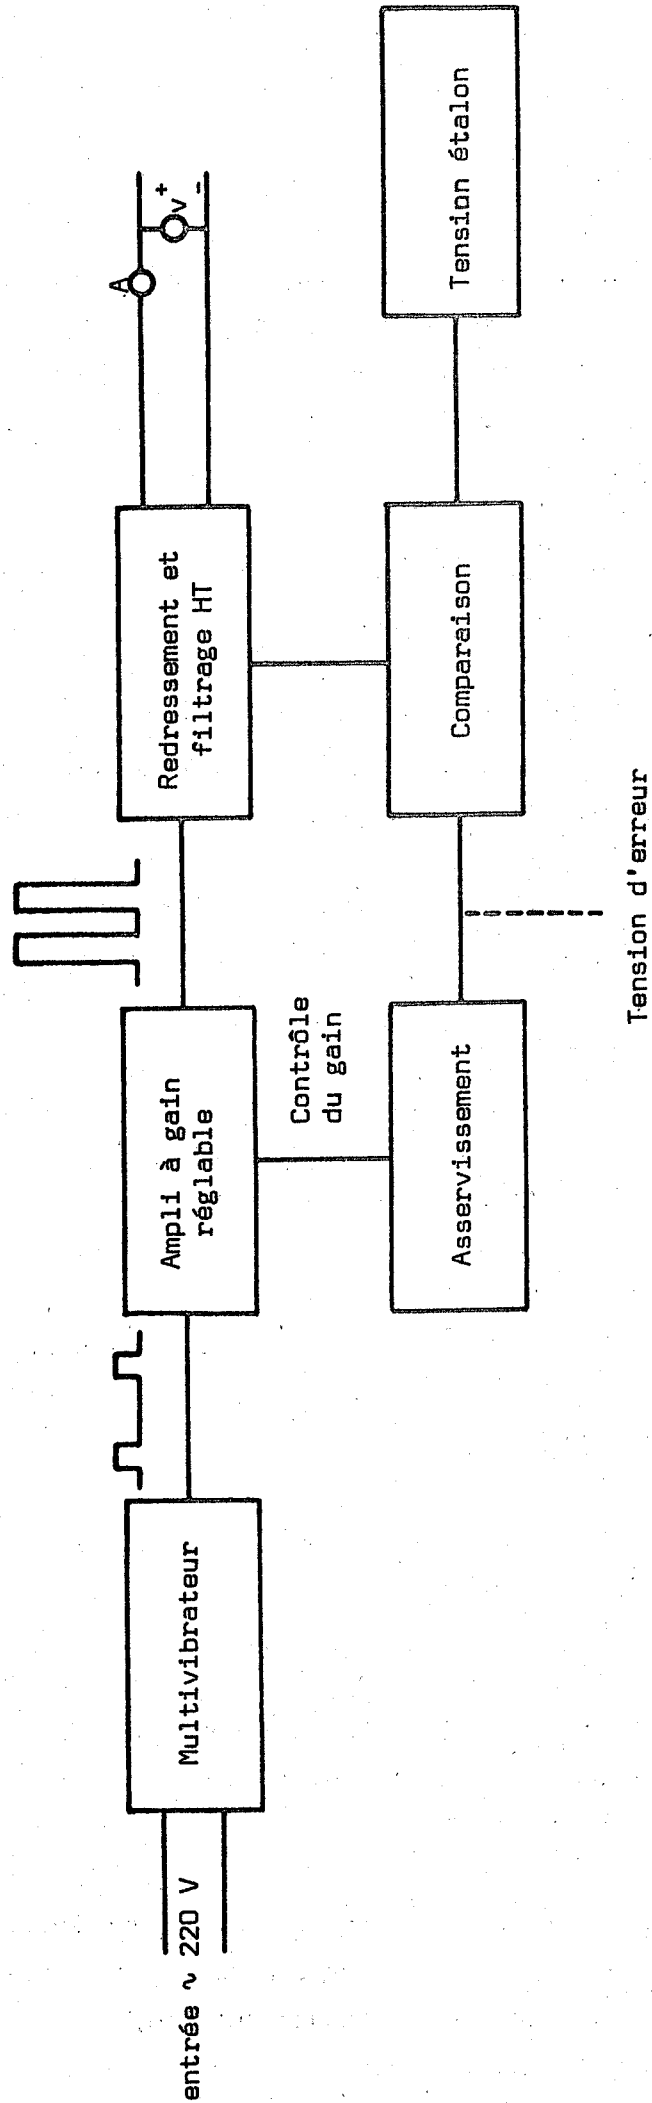 entrée ~ 220 V
Multivibrateur
Ampli à gain
réglable
Redressement et
filtrage HT
A
V
+
-
Contrôle
du gain
Asservissement
Comparaison
Tension étalon
Tension d'erreur